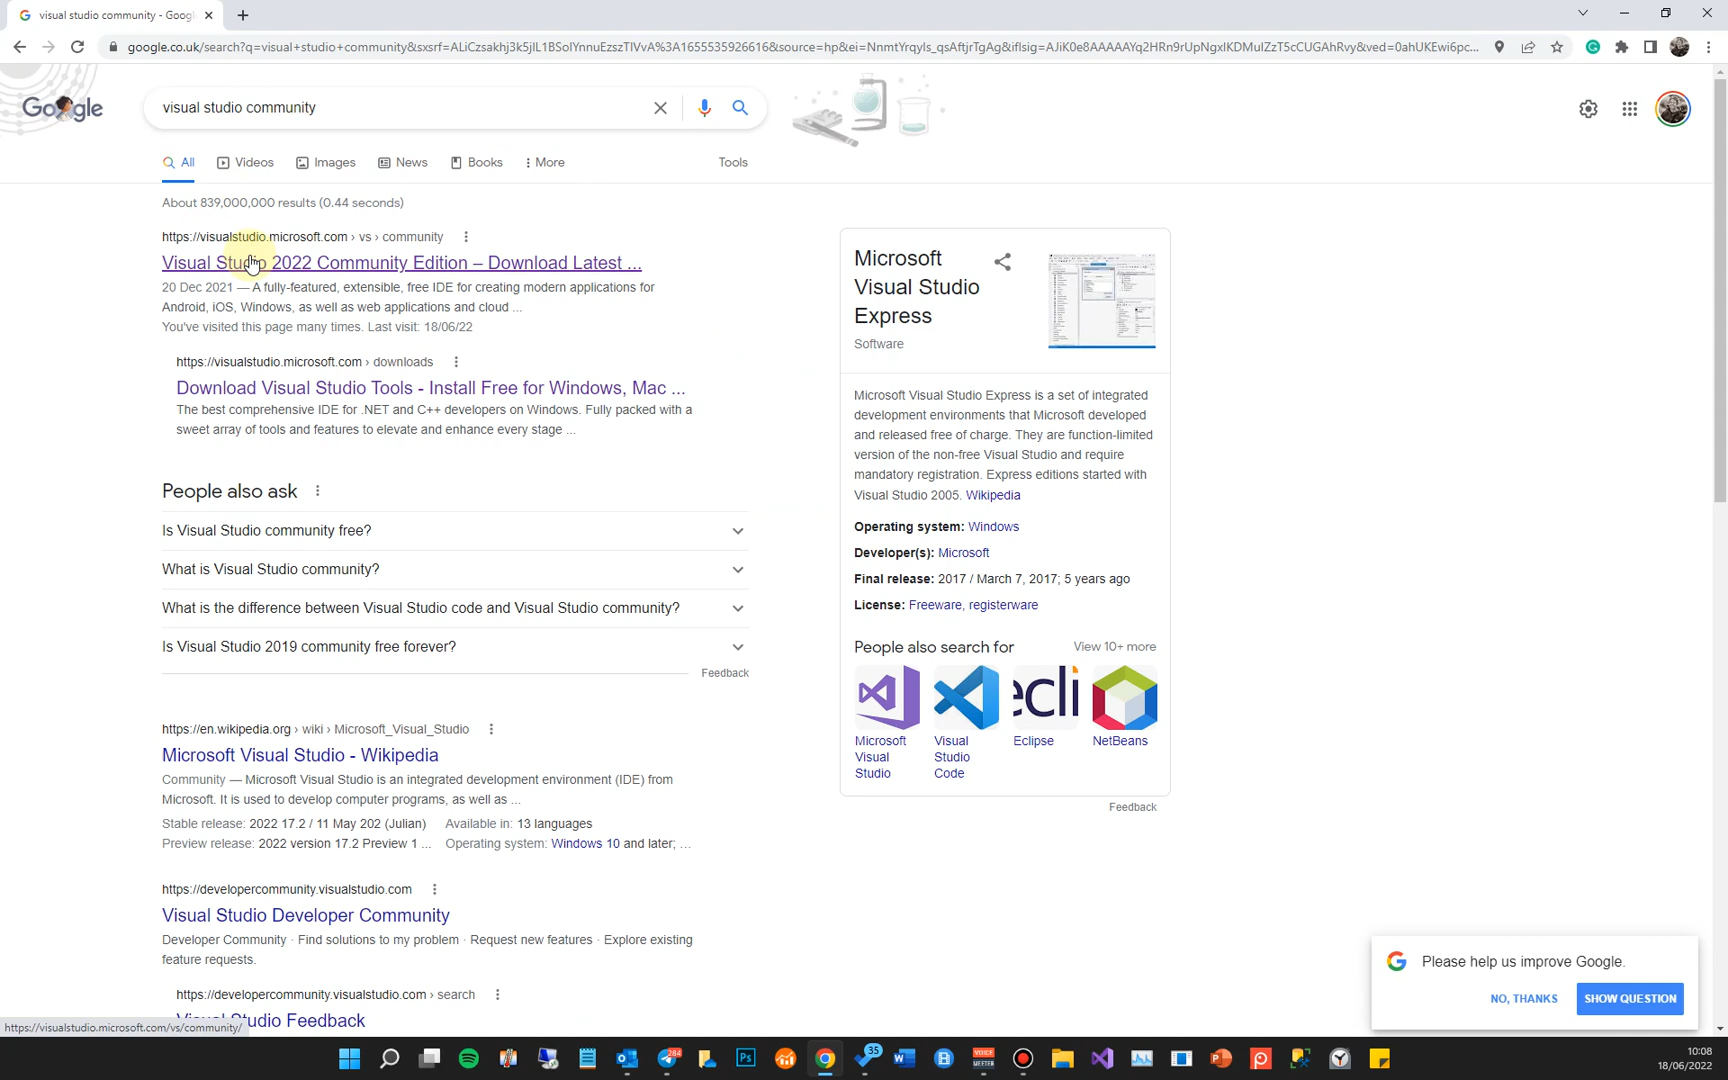 visual studio community - Goog
google.co.uk/search?q=visual+studio+community&sxsrf=ALiCzsakhj3k5jIL1BSolYnnuEzszTIVvA%3A1655535926616&source=hp&ei=NnmtYrqyIs_qsAftjrTgAg&iflsig=AJiK0e8AAAAAYq2HRn9rUpNgxIKDMuIZzT5cCUGAhRvy&ved=0ahUKEwi6pc...
Google
visual studio community
All
Videos
Images
News
Books
More
Tools
About 839,000,000 results (0.44 seconds)
https://visualstudio.microsoft.com › vs › community
Visual Studio 2022 Community Edition – Download Latest ...
20 Dec 2021 — A fully-featured, extensible, free IDE for creating modern applications for
Android, iOS, Windows, as well as web applications and cloud ...
You've visited this page many times. Last visit: 18/06/22
https://visualstudio.microsoft.com › downloads
Download Visual Studio Tools - Install Free for Windows, Mac ...
The best comprehensive IDE for .NET and C++ developers on Windows. Fully packed with a
sweet array of tools and features to elevate and enhance every stage ...
People also ask
Is Visual Studio community free?
What is Visual Studio community?
What is the difference between Visual Studio code and Visual Studio community?
Is Visual Studio 2019 community free forever?
Feedback
https://en.wikipedia.org › wiki › Microsoft_Visual_Studio
Microsoft Visual Studio - Wikipedia
Community — Microsoft Visual Studio is an integrated development environment (IDE) from
Microsoft. It is used to develop computer programs, as well as ...
Stable release: 2022 17.2 / 11 May 202 (Julian)
Available in: 13 languages
Preview release: 2022 version 17.2 Preview 1 ...
Operating system: Windows 10 and later; ...
https://developercommunity.visualstudio.com
Visual Studio Developer Community
Developer Community · Find solutions to my problem · Request new features · Explore existing
feature requests.
https://developercommunity.visualstudio.com › search
Visual Studio Feedback
https://visualstudio.microsoft.com/vs/community/
Microsoft
Visual Studio
Express
Software
Microsoft Visual Studio Express is a set of integrated
development environments that Microsoft developed
and released free of charge. They are function-limited
version of the non-free Visual Studio and require
mandatory registration. Express editions started with
Visual Studio 2005. Wikipedia
Operating system: Windows
Developer(s): Microsoft
Final release: 2017 / March 7, 2017; 5 years ago
License: Freeware, registerware
People also search for
View 10+ more
ecli
Microsoft
Visual
Studio
Visual
Studio
Code
Eclipse
NetBeans
Feedback
Please help us improve Google.
NO, THANKS
SHOW QUESTION
284
35
Ps
VOICE
MEETER
10:08
18/06/2022